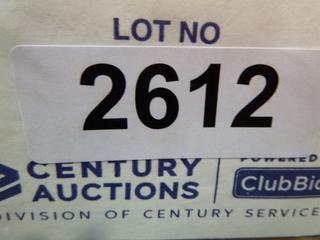 LOT NO
2612
CENTURY
AUCTIONS
POWERED
ClubBid
DIVISION OF CENTURY SERVICE